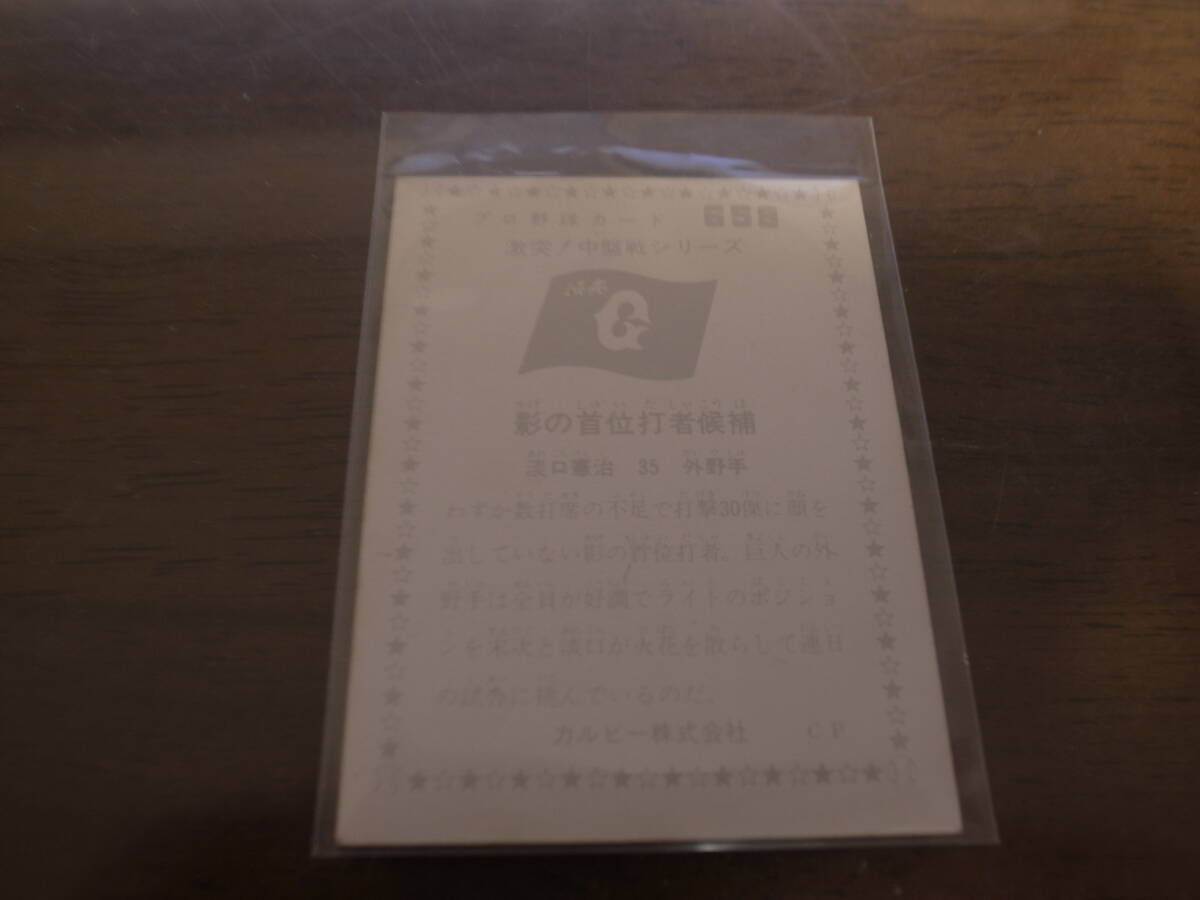 プロ野球カード 658
激突!中盤戦シリーズ
影の首位打者候補
淡口憲治 35 外野手
わずか数打席の不足で打撃30傑に顔を
出していない影の首位打者。巨人の外
野手は全員が好調でライトのポジショ
ンを末次と淡口が火花を散らして連日
の試合に挑んでいるのだ。
カルビー株式会社